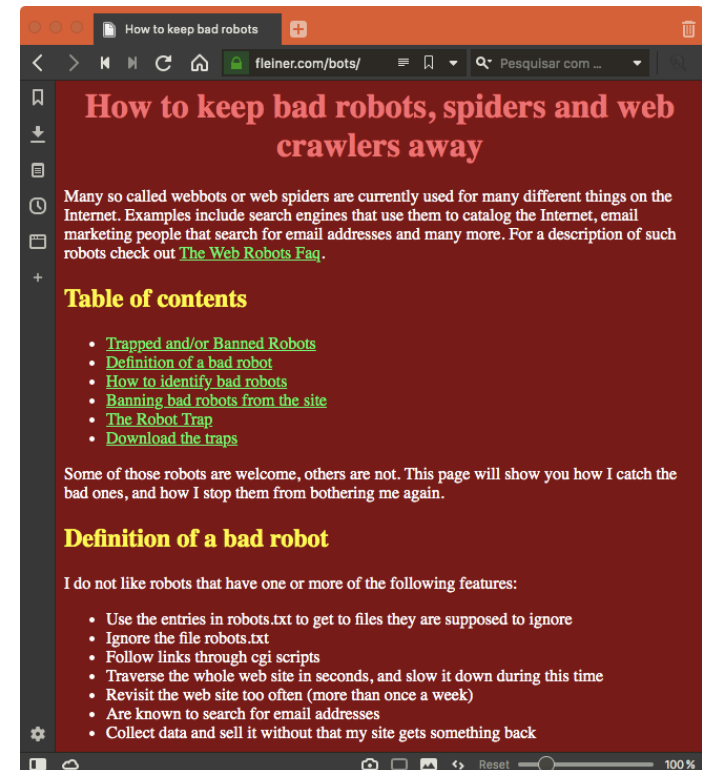 How to keep bad robots
fleiner.com/bots/
Pesquisar com ...
How to keep bad robots, spiders and web
crawlers away
Many so called webbots or web spiders are currently used for many different things on the
Internet. Examples include search engines that use them to catalog the Internet, email
marketing people that search for email addresses and many more. For a description of such
robots check out The Web Robots Faq.
Table of contents
• Trapped and/or Banned Robots
• Definition of a bad robot
• How to identify bad robots
• Banning bad robots from the site
• The Robot Trap
• Download the traps
Some of those robots are welcome, others are not. This page will show you how I catch the
bad ones, and how I stop them from bothering me again.
Definition of a bad robot
I do not like robots that have one or more of the following features:
• Use the entries in robots.txt to get to files they are supposed to ignore
• Ignore the file robots.txt
• Follow links through cgi scripts
• Traverse the whole web site in seconds, and slow it down during this time
• Revisit the web site too often (more than once a week)
• Are known to search for email addresses
• Collect data and sell it without that my site gets something back
Reset
100 %